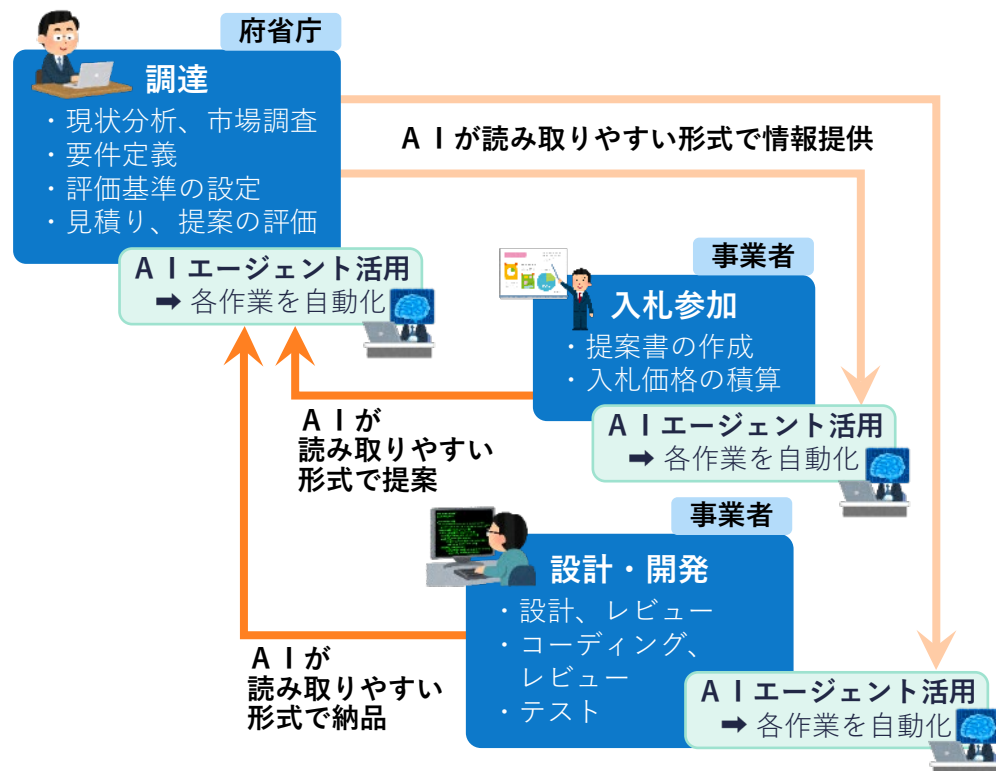 府省庁
調達
・現状分析、市場調査
・要件定義
・評価基準の設定
・見積り、提案の評価
ＡＩエージェント活用
➡ 各作業を自動化
ＡＩが読み取りやすい形式で情報提供
事業者
入札参加
・提案書の作成
・入札価格の積算
ＡＩエージェント活用
➡ 各作業を自動化
ＡＩが
読み取りやすい
形式で提案
事業者
設計・開発
・設計、レビュー
・コーディング、
レビュー
・テスト
ＡＩエージェント活用
➡ 各作業を自動化
ＡＩが
読み取りやすい
形式で納品